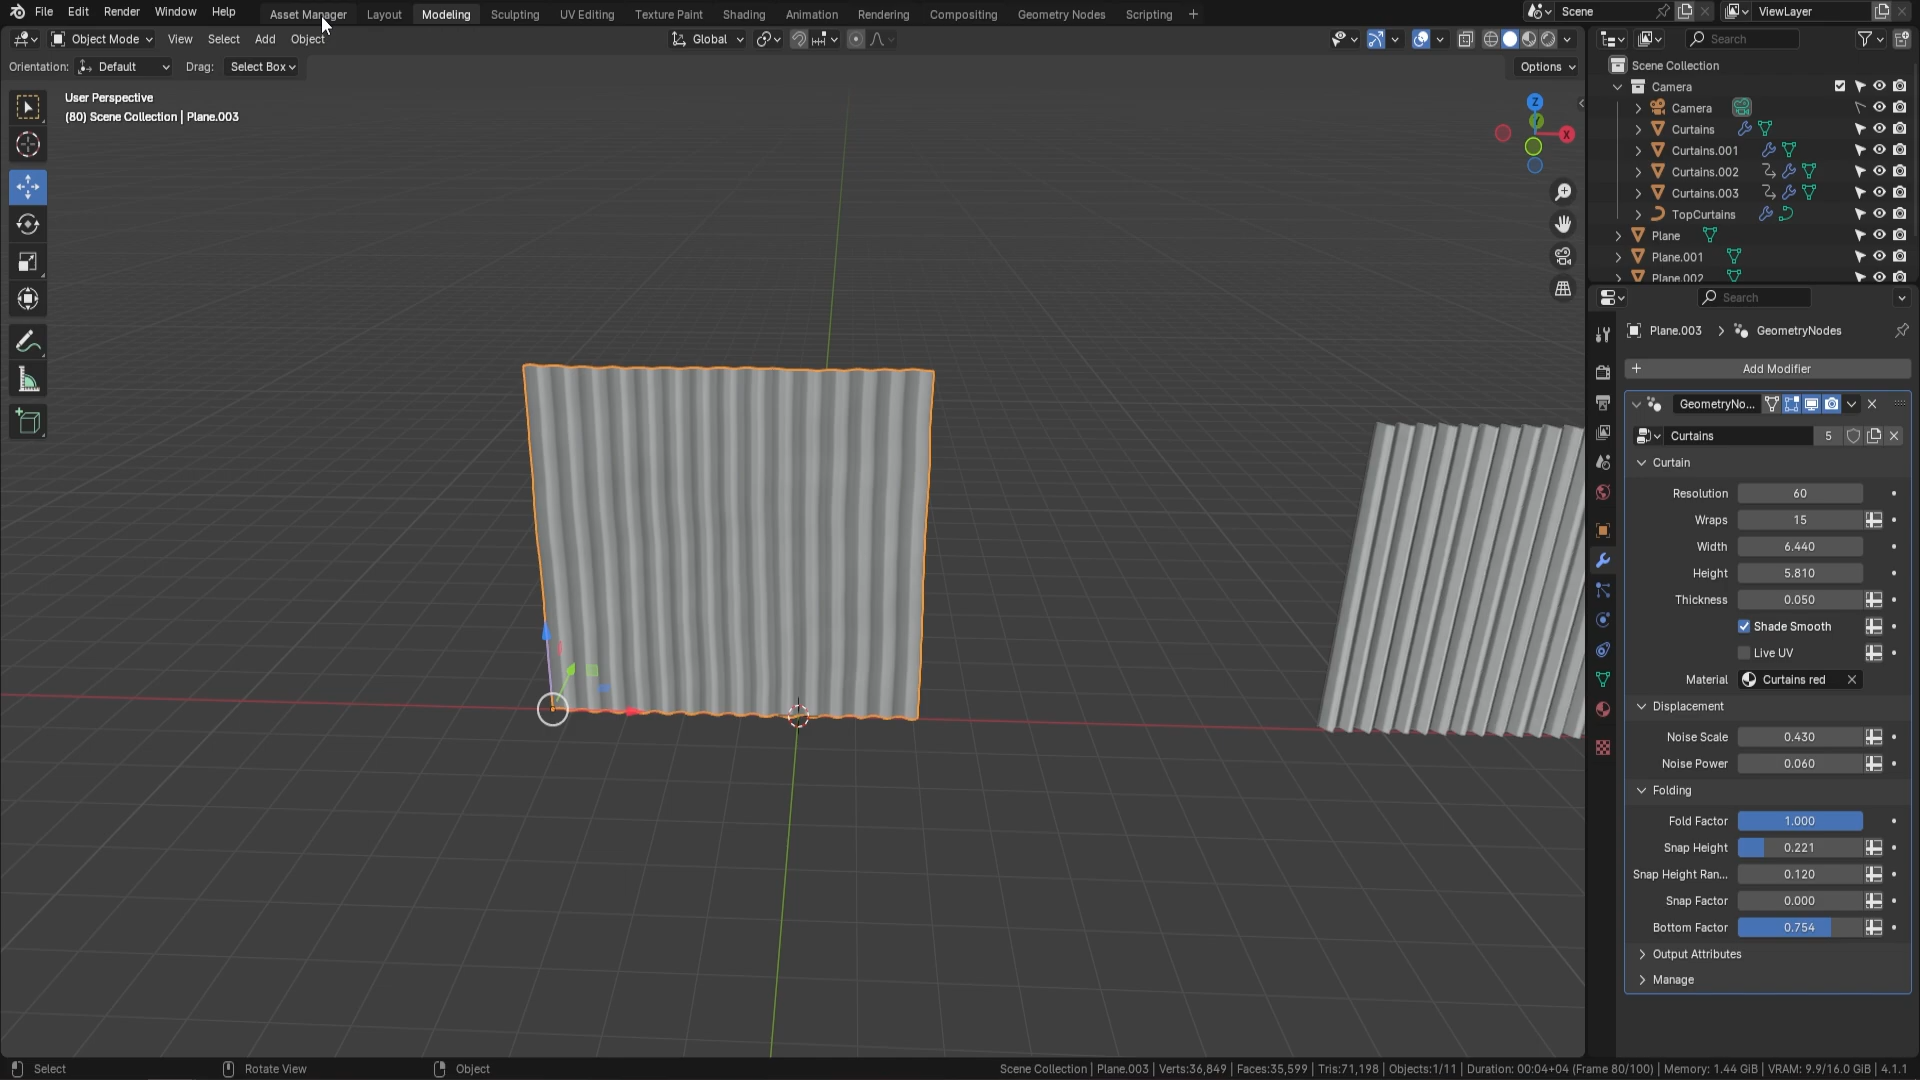 File Edit Render Window Help Asset Manager Layout Modeling Sculpting UV Editing Texture Paint Shading Animation Rendering Compositing Geometry Nodes Scripting + Scene ViewLayer
Object Mode View Select Add Object Global Search
Orientation: Default Drag: Select Box Options
User Perspective
(80) Scene Collection | Plane.003
Z
X
Scene Collection
Camera
Camera
Curtains
Curtains.001
Curtains.002
Curtains.003
TopCurtains
Plane
Plane.001
Plane.002
Search
Plane.003 > GeometryNodes
+ Add Modifier
GeometryNo...
Curtains 5
Curtain
Resolution 60
Wraps 15
Width 6.440
Height 5.810
Thickness 0.050
Shade Smooth
Live UV
Material Curtains red
Displacement
Noise Scale 0.430
Noise Power 0.060
Folding
Fold Factor 1.000
Snap Height 0.221
Snap Height Ran... 0.120
Snap Factor 0.000
Bottom Factor 0.754
Output Attributes
Manage
Select Rotate View Object Scene Collection | Plane.003 | Verts:36,849 | Faces:35,599 | Tris:71,198 | Objects:1/11 | Duration: 00:04+04 (Frame 80/100) | Memory: 1.44 GiB | VRAM: 9.9/16.0 GiB | 4.1.1